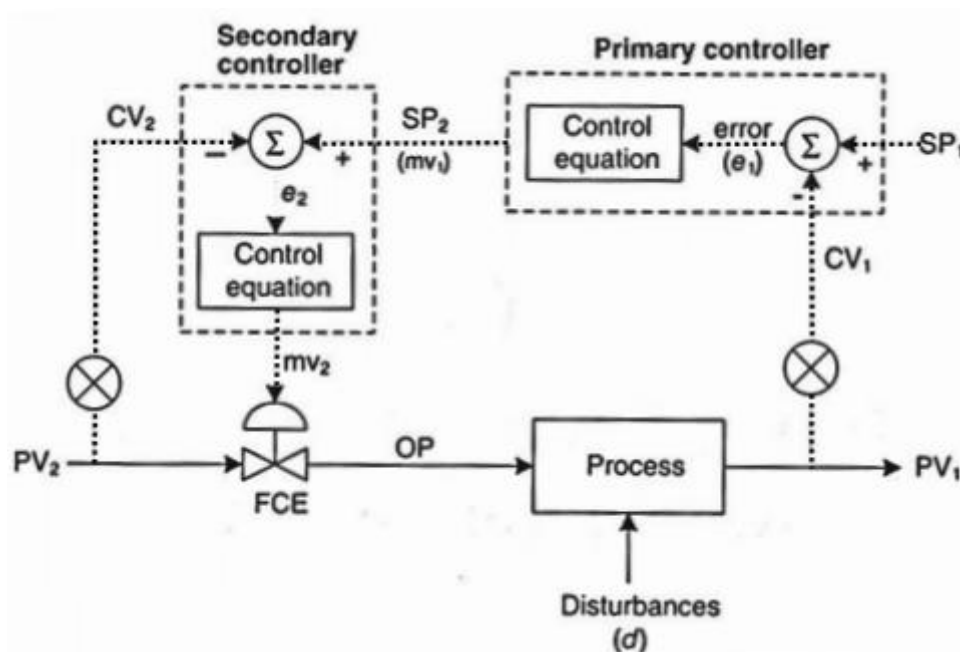 Secondary
controller
Primary controller
CV₂
Σ
−
+
SP₂
(mv₁)
Control
equation
error
(e₁)
Σ
+
-
SP₁
e₂
Control
equation
CV₁
mv₂
PV₂
OP
FCE
Process
PV₁
Disturbances
(d)